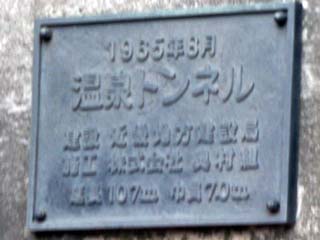 1965年8月
温泉トンネル
建設 近畿地方建設局
施工 株式会社 奥村組
延長107m 巾員7.0m